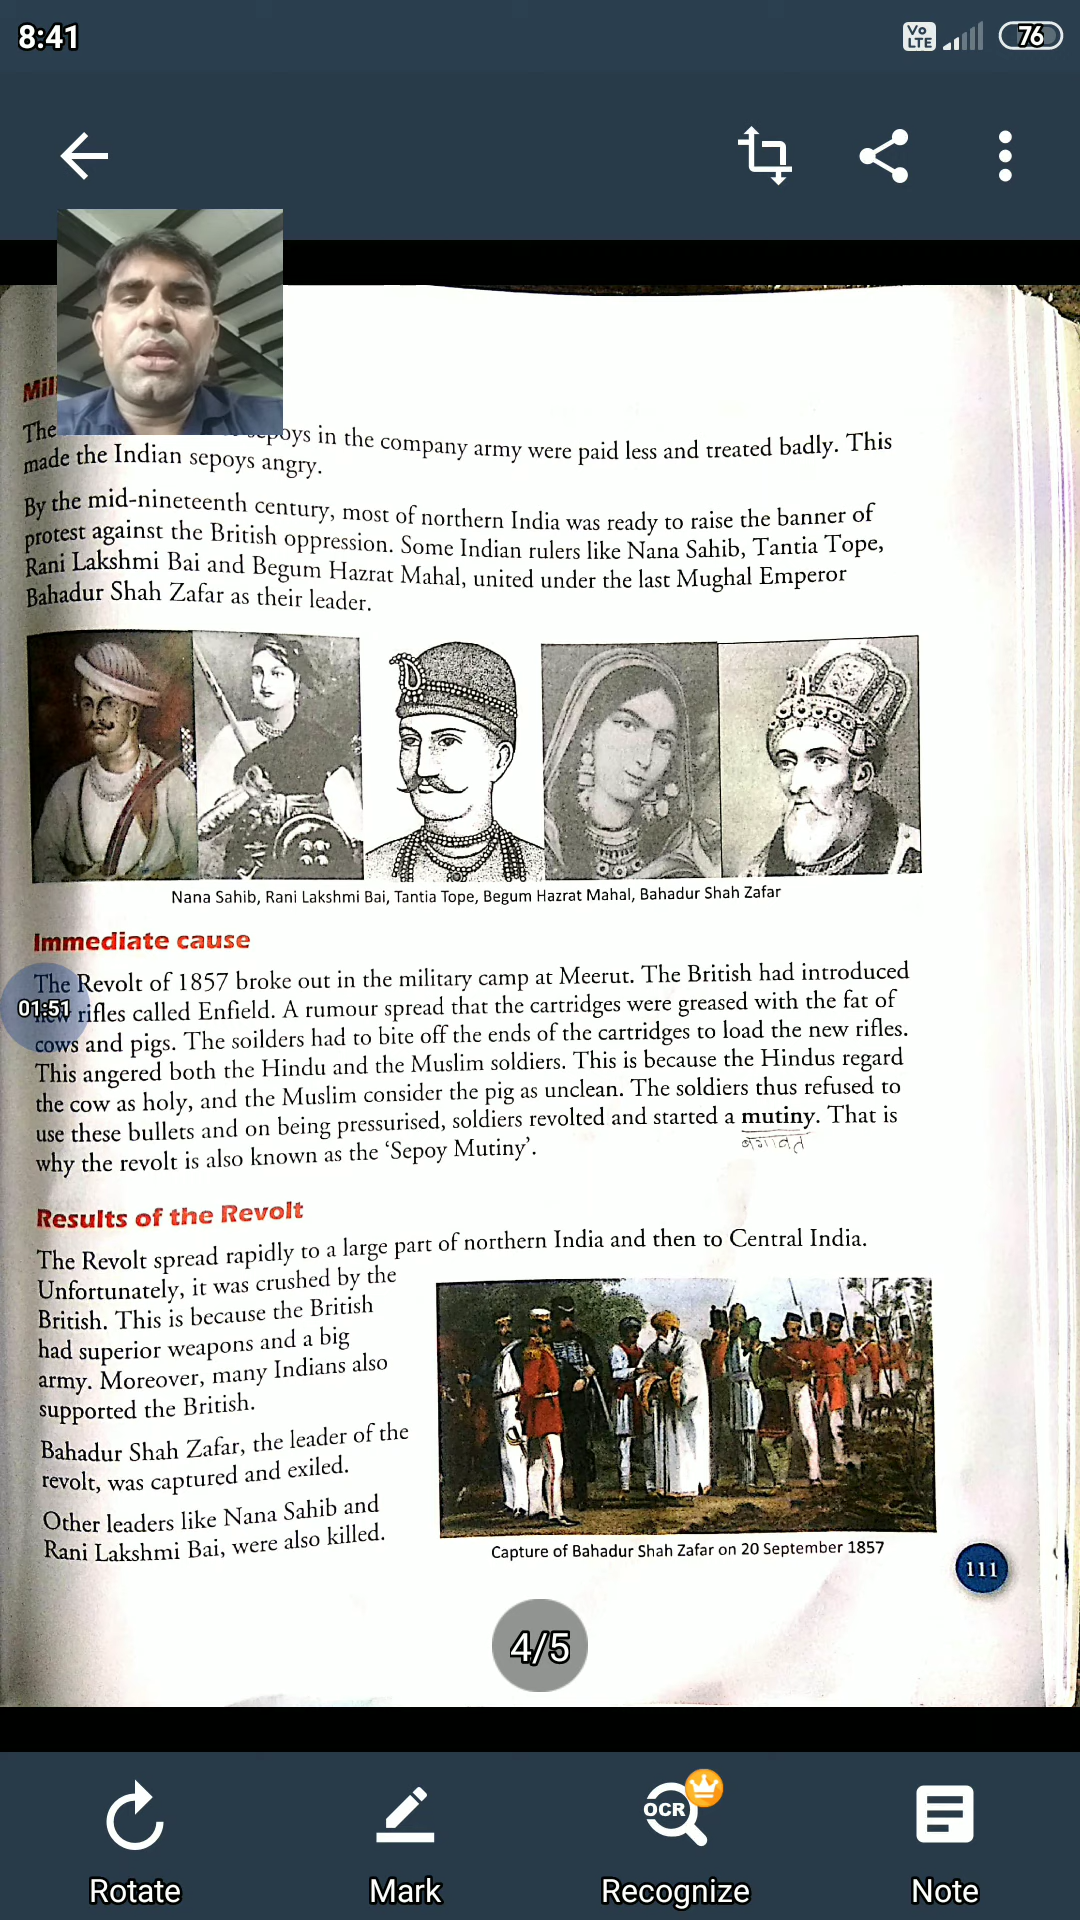 8:41
Vo LTE
76
Mil
The sepoys in the company army were paid less and treated badly. This
made the Indian sepoys angry.
By the mid-nineteenth century, most of northern India was ready to raise the banner of
protest against the British oppression. Some Indian rulers like Nana Sahib, Tantia Tope,
Rani Lakshmi Bai and Begum Hazrat Mahal, united under the last Mughal Emperor
Bahadur Shah Zafar as their leader.
Nana Sahib, Rani Lakshmi Bai, Tantia Tope, Begum Hazrat Mahal, Bahadur Shah Zafar
Immediate cause
The Revolt of 1857 broke out in the military camp at Meerut. The British had introduced
01:51
new rifles called Enfield. A rumour spread that the cartridges were greased with the fat of
cows and pigs. The soilders had to bite off the ends of the cartridges to load the new rifles.
This angered both the Hindu and the Muslim soldiers. This is because the Hindus regard
the cow as holy, and the Muslim consider the pig as unclean. The soldiers thus refused to
use these bullets and on being pressurised, soldiers revolted and started a mutiny. That is
बगावत
why the revolt is also known as the ‘Sepoy Mutiny’.
Results of the Revolt
The Revolt spread rapidly to a large part of northern India and then to Central India.
Unfortunately, it was crushed by the
British. This is because the British
had superior weapons and a big
army. Moreover, many Indians also
supported the British.
Bahadur Shah Zafar, the leader of the
revolt, was captured and exiled.
Other leaders like Nana Sahib and
Rani Lakshmi Bai, were also killed.
Capture of Bahadur Shah Zafar on 20 September 1857
111
4/5
OCR
Rotate
Mark
Recognize
Note